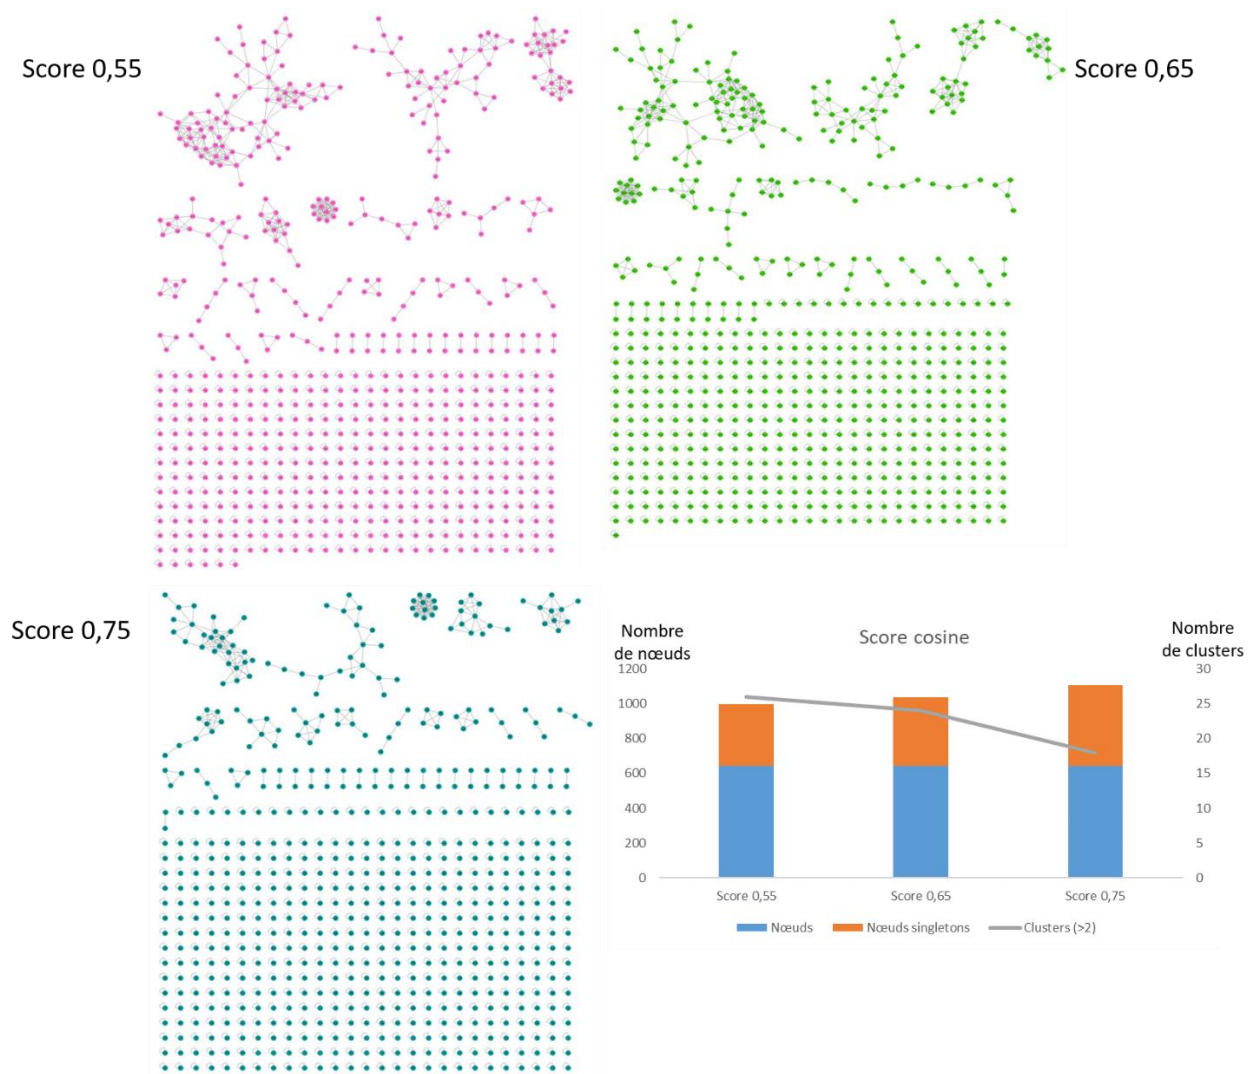 Score 0,55
Score 0,65
Score 0,75
Nombre
de nœuds
Score cosine
Nombre
de clusters
1200
1000
800
600
400
200
0
30
25
20
15
10
5
0
Score 0,55
Score 0,65
Score 0,75
Nœuds
Nœuds singletons
Clusters (>2)